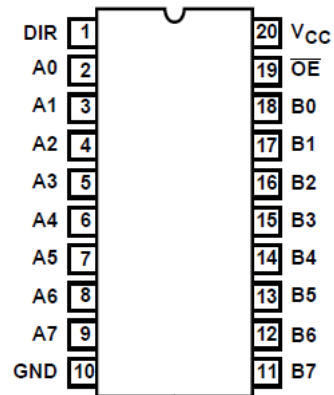 DIR 1 20 VCC
A0 2 19 OE
A1 3 18 B0
A2 4 17 B1
A3 5 16 B2
A4 6 15 B3
A5 7 14 B4
A6 8 13 B5
A7 9 12 B6
GND 10 11 B7